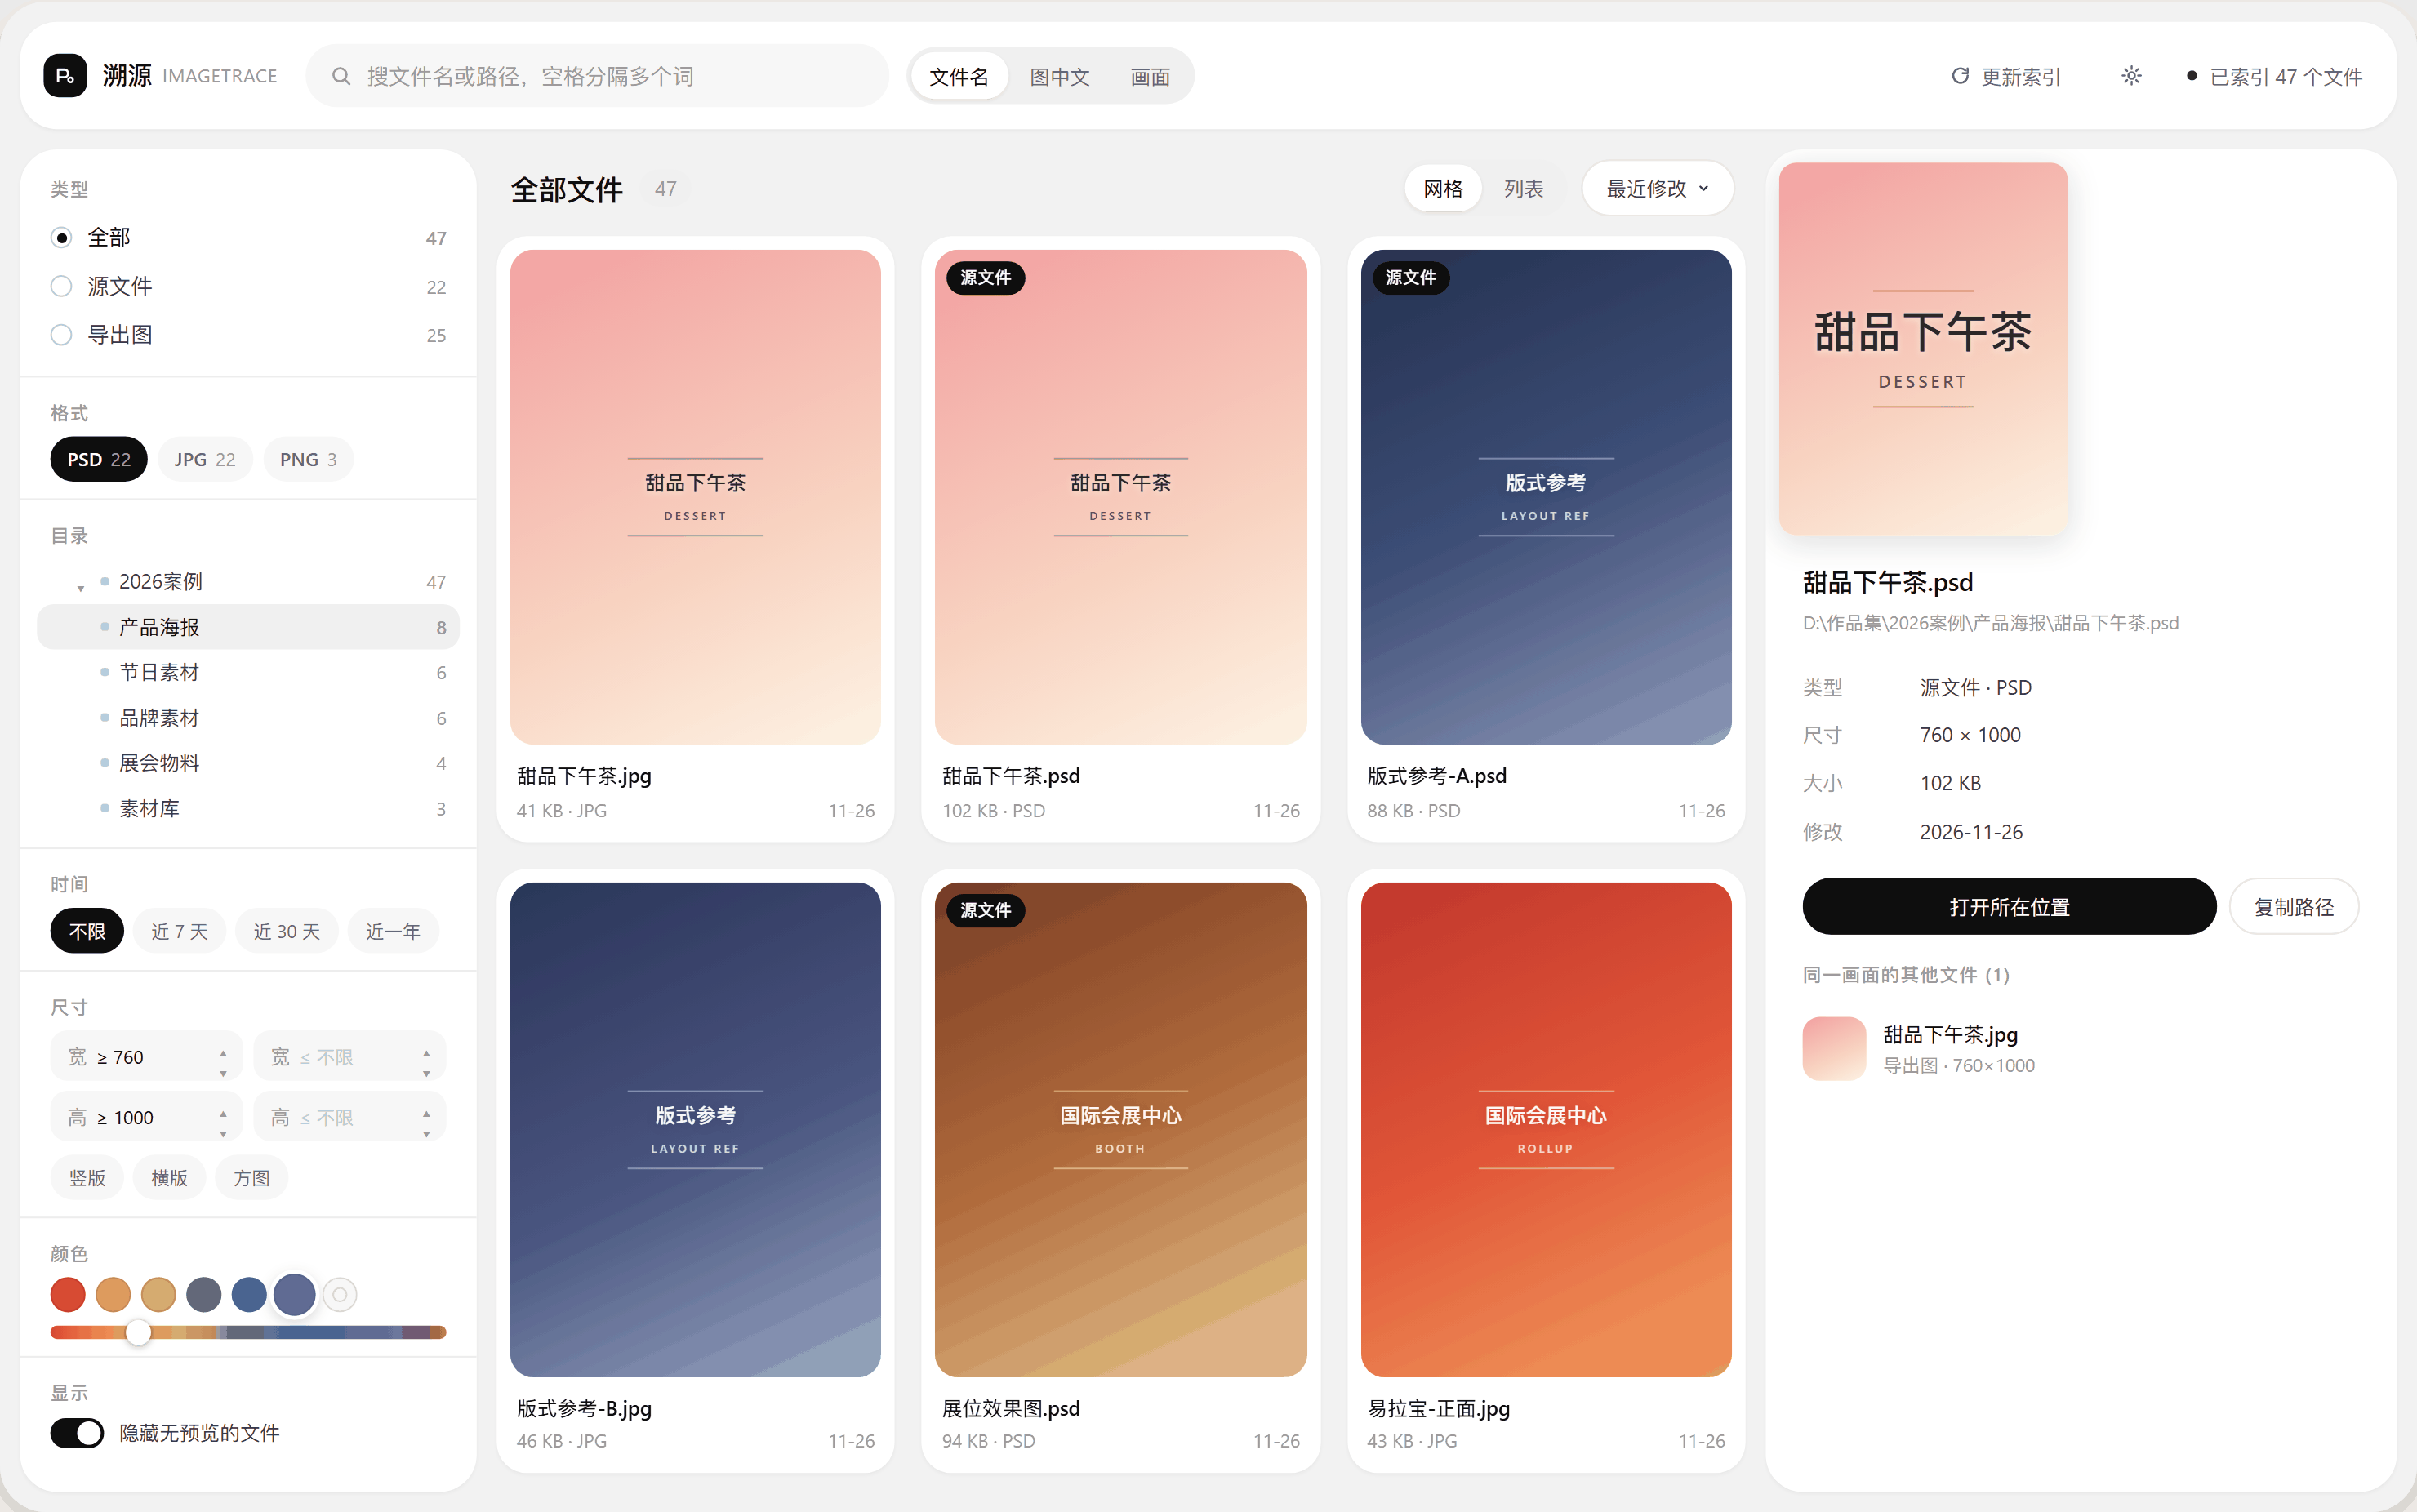 溯源 IMAGETRACE
搜文件名或路径，空格分隔多个词
文件名 图中文 画面
更新索引
已索引 47 个文件
类型
全部 47
源文件 22
导出图 25
格式
PSD 22 JPG 22 PNG 3
目录
2026案例 47
产品海报 8
节日素材 6
品牌素材 6
展会物料 4
素材库 3
时间
不限 近 7 天 近 30 天 近一年
尺寸
宽 ≥ 760 宽 ≤ 不限
高 ≥ 1000 高 ≤ 不限
竖版 横版 方图
颜色
显示
隐藏无预览的文件
全部文件 47
网格 列表 最近修改
甜品下午茶
DESSERT
甜品下午茶.jpg
41 KB · JPG 11-26
源文件
甜品下午茶
DESSERT
甜品下午茶.psd
102 KB · PSD 11-26
源文件
版式参考
LAYOUT REF
版式参考-A.psd
88 KB · PSD 11-26
版式参考
LAYOUT REF
版式参考-B.jpg
46 KB · JPG 11-26
源文件
国际会展中心
BOOTH
展位效果图.psd
94 KB · PSD 11-26
国际会展中心
ROLLUP
易拉宝-正面.jpg
43 KB · JPG 11-26
甜品下午茶
DESSERT
甜品下午茶.psd
D:\作品集\2026案例\产品海报\甜品下午茶.psd
类型 源文件 · PSD
尺寸 760 × 1000
大小 102 KB
修改 2026-11-26
打开所在位置 复制路径
同一画面的其他文件 (1)
甜品下午茶.jpg
导出图 · 760×1000